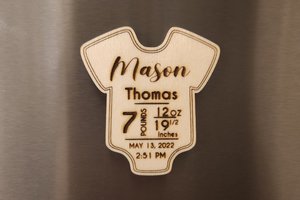 Mason
Thomas
7 POUNDS 12 OZ
19 1/2
inches
MAY 13, 2022
2:51 PM